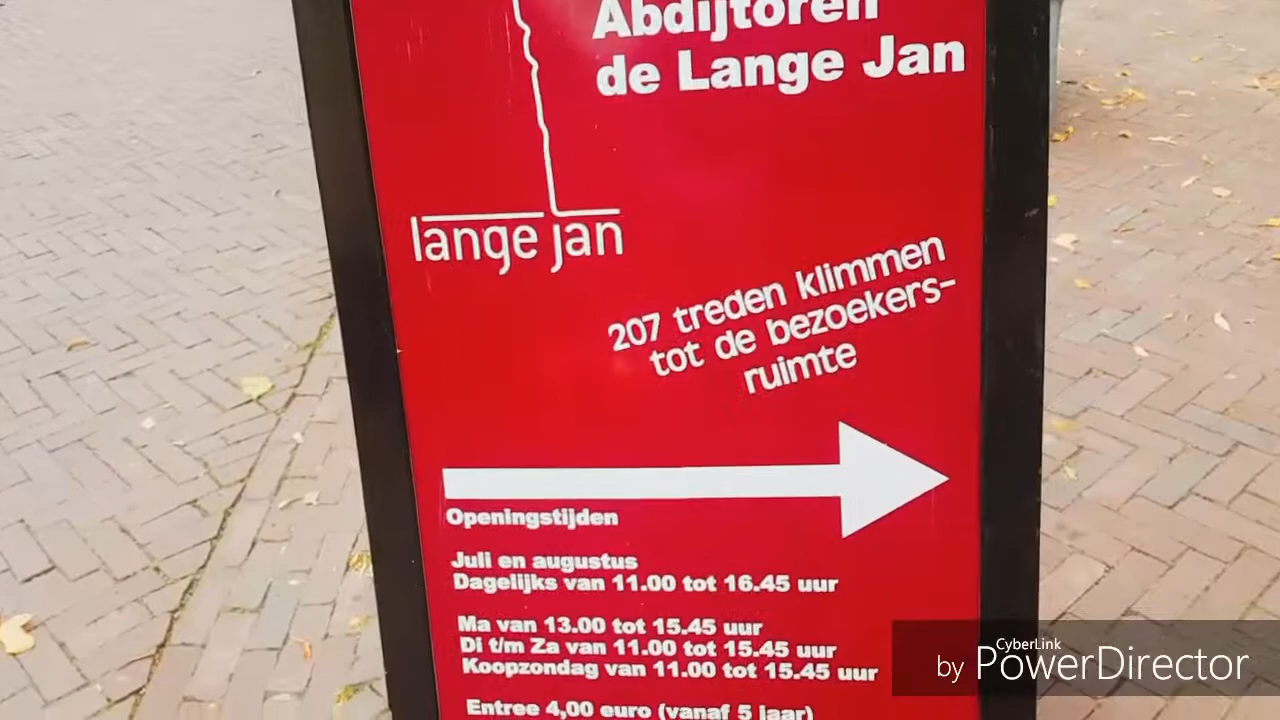 Abdijtoren
de Lange Jan
lange jan
207 treden klimmen
tot de bezoekers-
ruimte
Openingstijden
Juli en augustus
Dagelijks van 11.00 tot 16.45 uur
Ma van 13.00 tot 15.45 uur
Di t/m Za van 11.00 tot 15.45 uur
Koopzondag van 11.00 tot 15.45 uur
Entree 4,00 euro (vanaf 5 jaar)
CyberLink
by PowerDirector